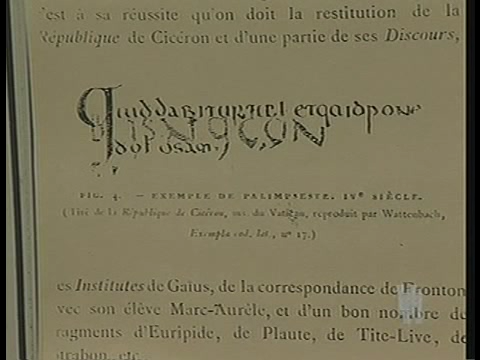 'est à sa réussite qu'on doit la restitution de la
République de Cicéron et d'une partie de ses Discours,
FIG. 4. — EXEMPLE DE PALIMPSESTE. IVe SIÈCLE.
(Tiré de la République de Cicéron, ms. du Vatican, reproduit par Wattenbach,
Exempla cod. lat., no 17.)
es Institutes de Gaïus, de la correspondance de Fronton
vec son élève Marc-Aurèle, et d'un bon nombre de
ragments d'Euripide, de Plaute, de Tite-Live, de
trabon, etc.